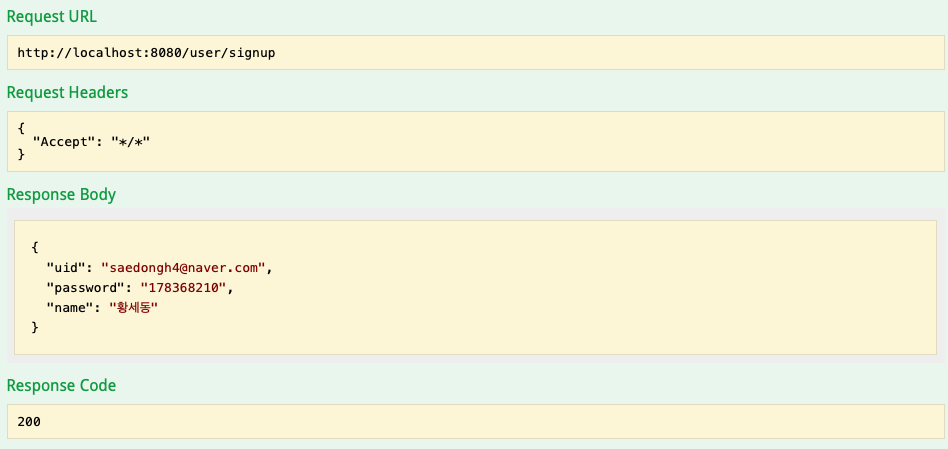 Request URL
http://localhost:8080/user/signup
Request Headers
{
  "Accept": "*/*"
}
Response Body
{
  "uid": "saedongh4@naver.com",
  "password": "178368210",
  "name": "황세동"
}
Response Code
200